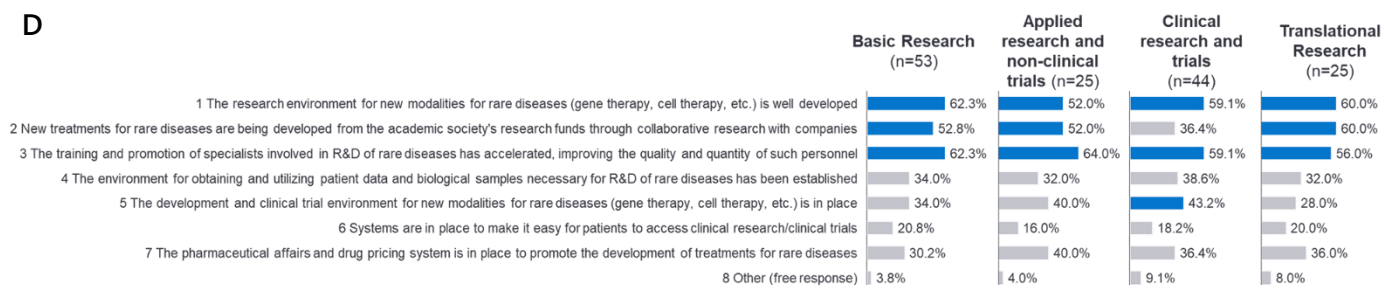 D
Basic Research
(n=53)
Applied
research and
non-clinical
trials (n=25)
Clinical
research and
trials
(n=44)
Translational
Research
(n=25)
1 The research environment for new modalities for rare diseases (gene therapy, cell therapy, etc.) is well developed 62.3% 52.0% 59.1% 60.0%
2 New treatments for rare diseases are being developed from the academic society's research funds through collaborative research with companies 52.8% 52.0% 36.4% 60.0%
3 The training and promotion of specialists involved in R&D of rare diseases has accelerated, improving the quality and quantity of such personnel 62.3% 64.0% 59.1% 56.0%
4 The environment for obtaining and utilizing patient data and biological samples necessary for R&D of rare diseases has been established 34.0% 32.0% 38.6% 32.0%
5 The development and clinical trial environment for new modalities for rare diseases (gene therapy, cell therapy, etc.) is in place 34.0% 40.0% 43.2% 28.0%
6 Systems are in place to make it easy for patients to access clinical research/clinical trials 20.8% 16.0% 18.2% 20.0%
7 The pharmaceutical affairs and drug pricing system is in place to promote the development of treatments for rare diseases 30.2% 40.0% 36.4% 36.0%
8 Other (free response) 3.8% 4.0% 9.1% 8.0%